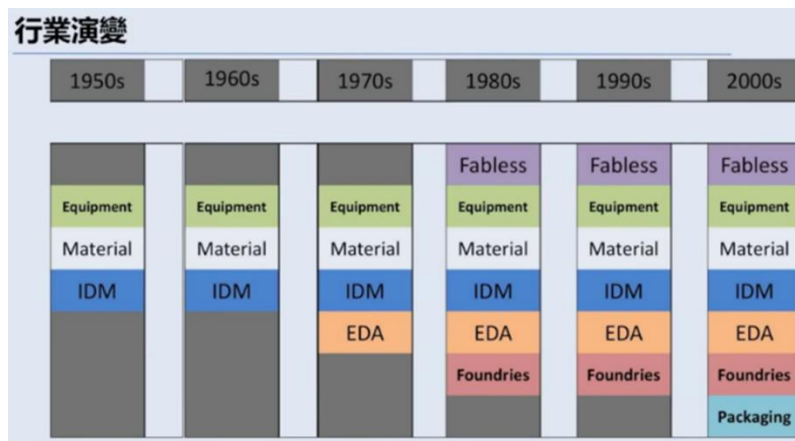 行業演變
1950s 1960s 1970s 1980s 1990s 2000s
Fabless Fabless Fabless
Equipment Equipment Equipment Equipment Equipment Equipment
Material Material Material Material Material Material
IDM IDM IDM IDM IDM IDM
EDA EDA EDA EDA
Foundries Foundries Foundries
Packaging